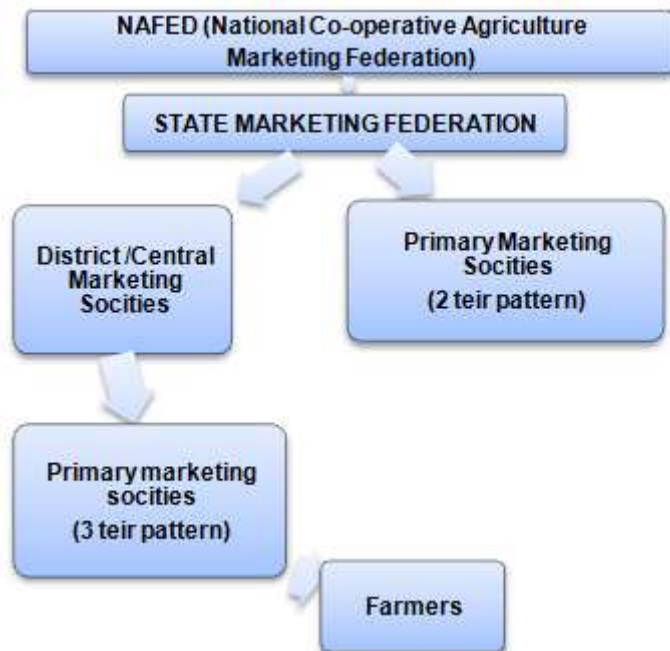 NAFED (National Co-operative Agriculture
Marketing Federation)
STATE MARKETING FEDERATION
District /Central
Marketing
Socities
Primary Marketing
Socities
(2 teir pattern)
Primary marketing
socities
(3 teir pattern)
Farmers